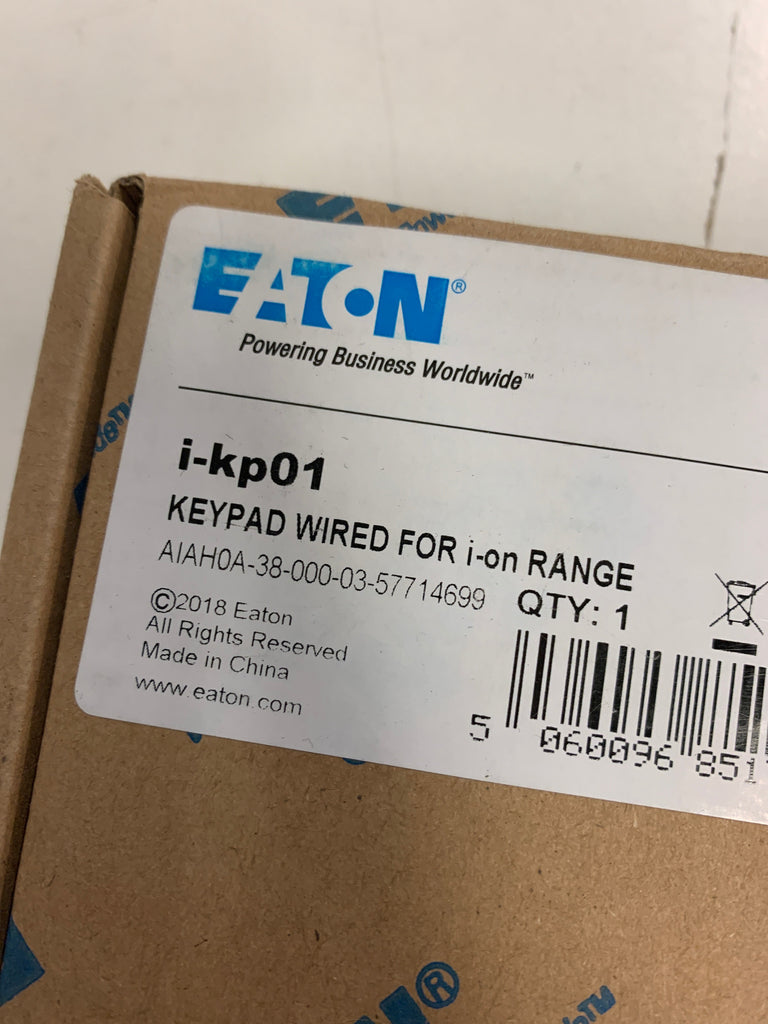 EATON®
Powering Business Worldwide™
i-kp01
KEYPAD WIRED FOR i-on RANGE
AIAH0A-38-000-03-57714699
QTY: 1
©2018 Eaton
All Rights Reserved
Made in China
www.eaton.com
5 060096 851